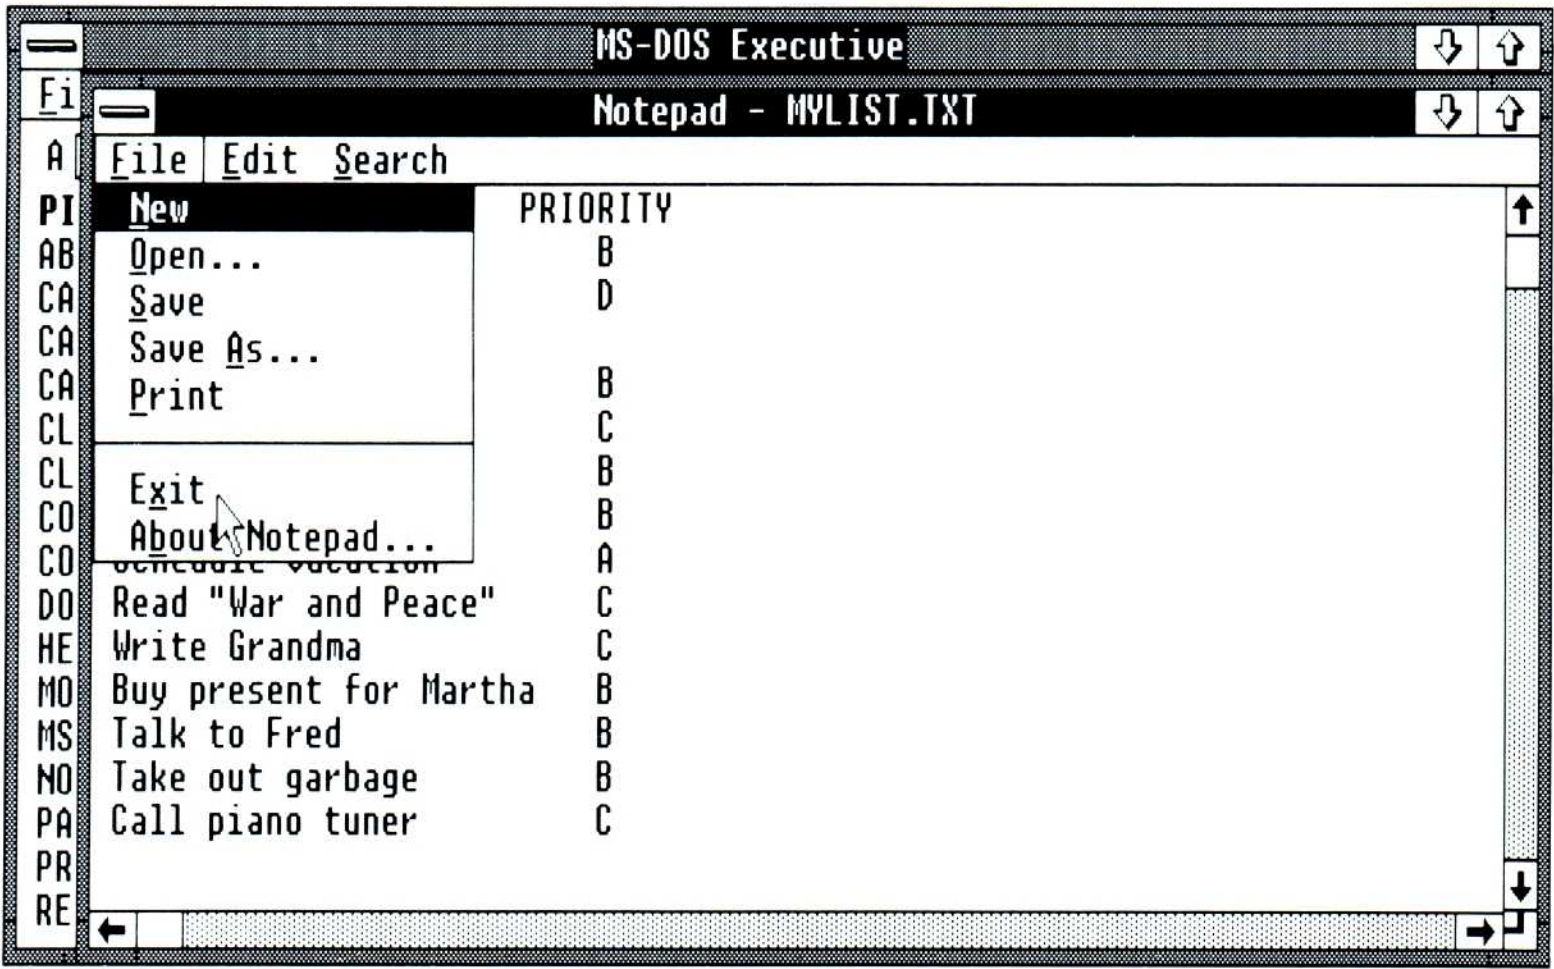 MS-DOS Executive
Fi
Notepad - MYLIST.TXT
A
File Edit Search
PI
New
PRIORITY
AB
Open...
B
CA
Save
D
CA
Save As...
CA
Print
B
CL
C
CL
Exit
B
CO
About Notepad...
B
CO
Schedule vacation
A
DO
Read "War and Peace"
C
HE
Write Grandma
C
MO
Buy present for Martha
B
MS
Talk to Fred
B
NO
Take out garbage
B
PA
Call piano tuner
C
PR
RE